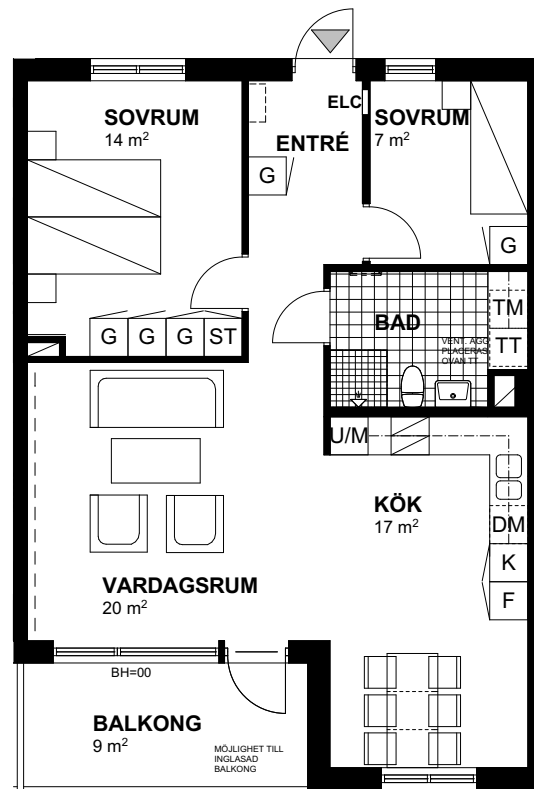 ELC
SOVRUM
14 m²
SOVRUM
7 m²
ENTRÉ
G
G
TM
BAD
VENT. AGG
PLACERAS
OVAN TT
TT
G
G
G
ST
U/M
KÖK
17 m²
DM
K
F
VARDAGSRUM
20 m²
BH=00
BALKONG
9 m²
MÖJLIGHET TILL
INGLASAD
BALKONG